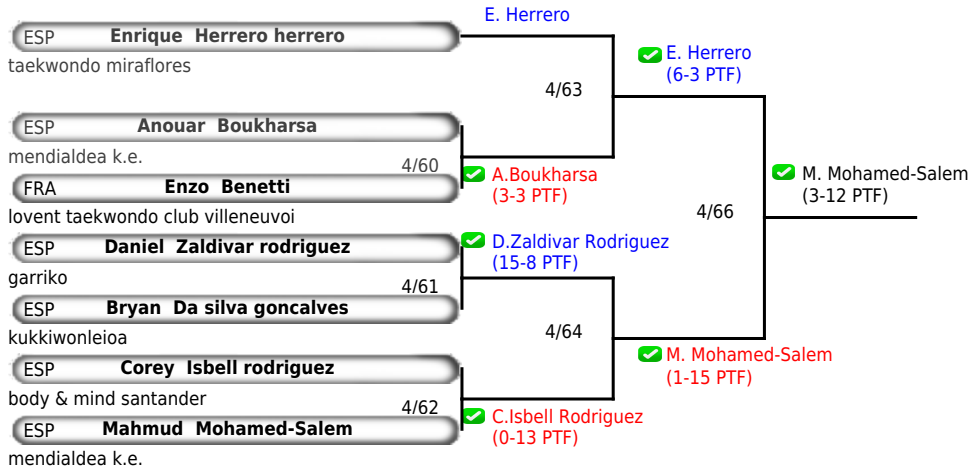 E. Herrero
ESP Enrique Herrero herrero
taekwondo miraflores
E. Herrero
(6-3 PTF)
4/63
ESP Anouar Boukharsa
mendialdea k.e.
4/60
A.Boukharsa
(3-3 PTF)
FRA Enzo Benetti
lovent taekwondo club villeneuvoi
M. Mohamed-Salem
(3-12 PTF)
4/66
ESP Daniel Zaldivar rodriguez
garriko
D.Zaldivar Rodriguez
(15-8 PTF)
4/61
ESP Bryan Da silva goncalves
kukkiwonleioa
4/64
M. Mohamed-Salem
(1-15 PTF)
ESP Corey Isbell rodriguez
body & mind santander
4/62
C.Isbell Rodriguez
(0-13 PTF)
ESP Mahmud Mohamed-Salem
mendialdea k.e.